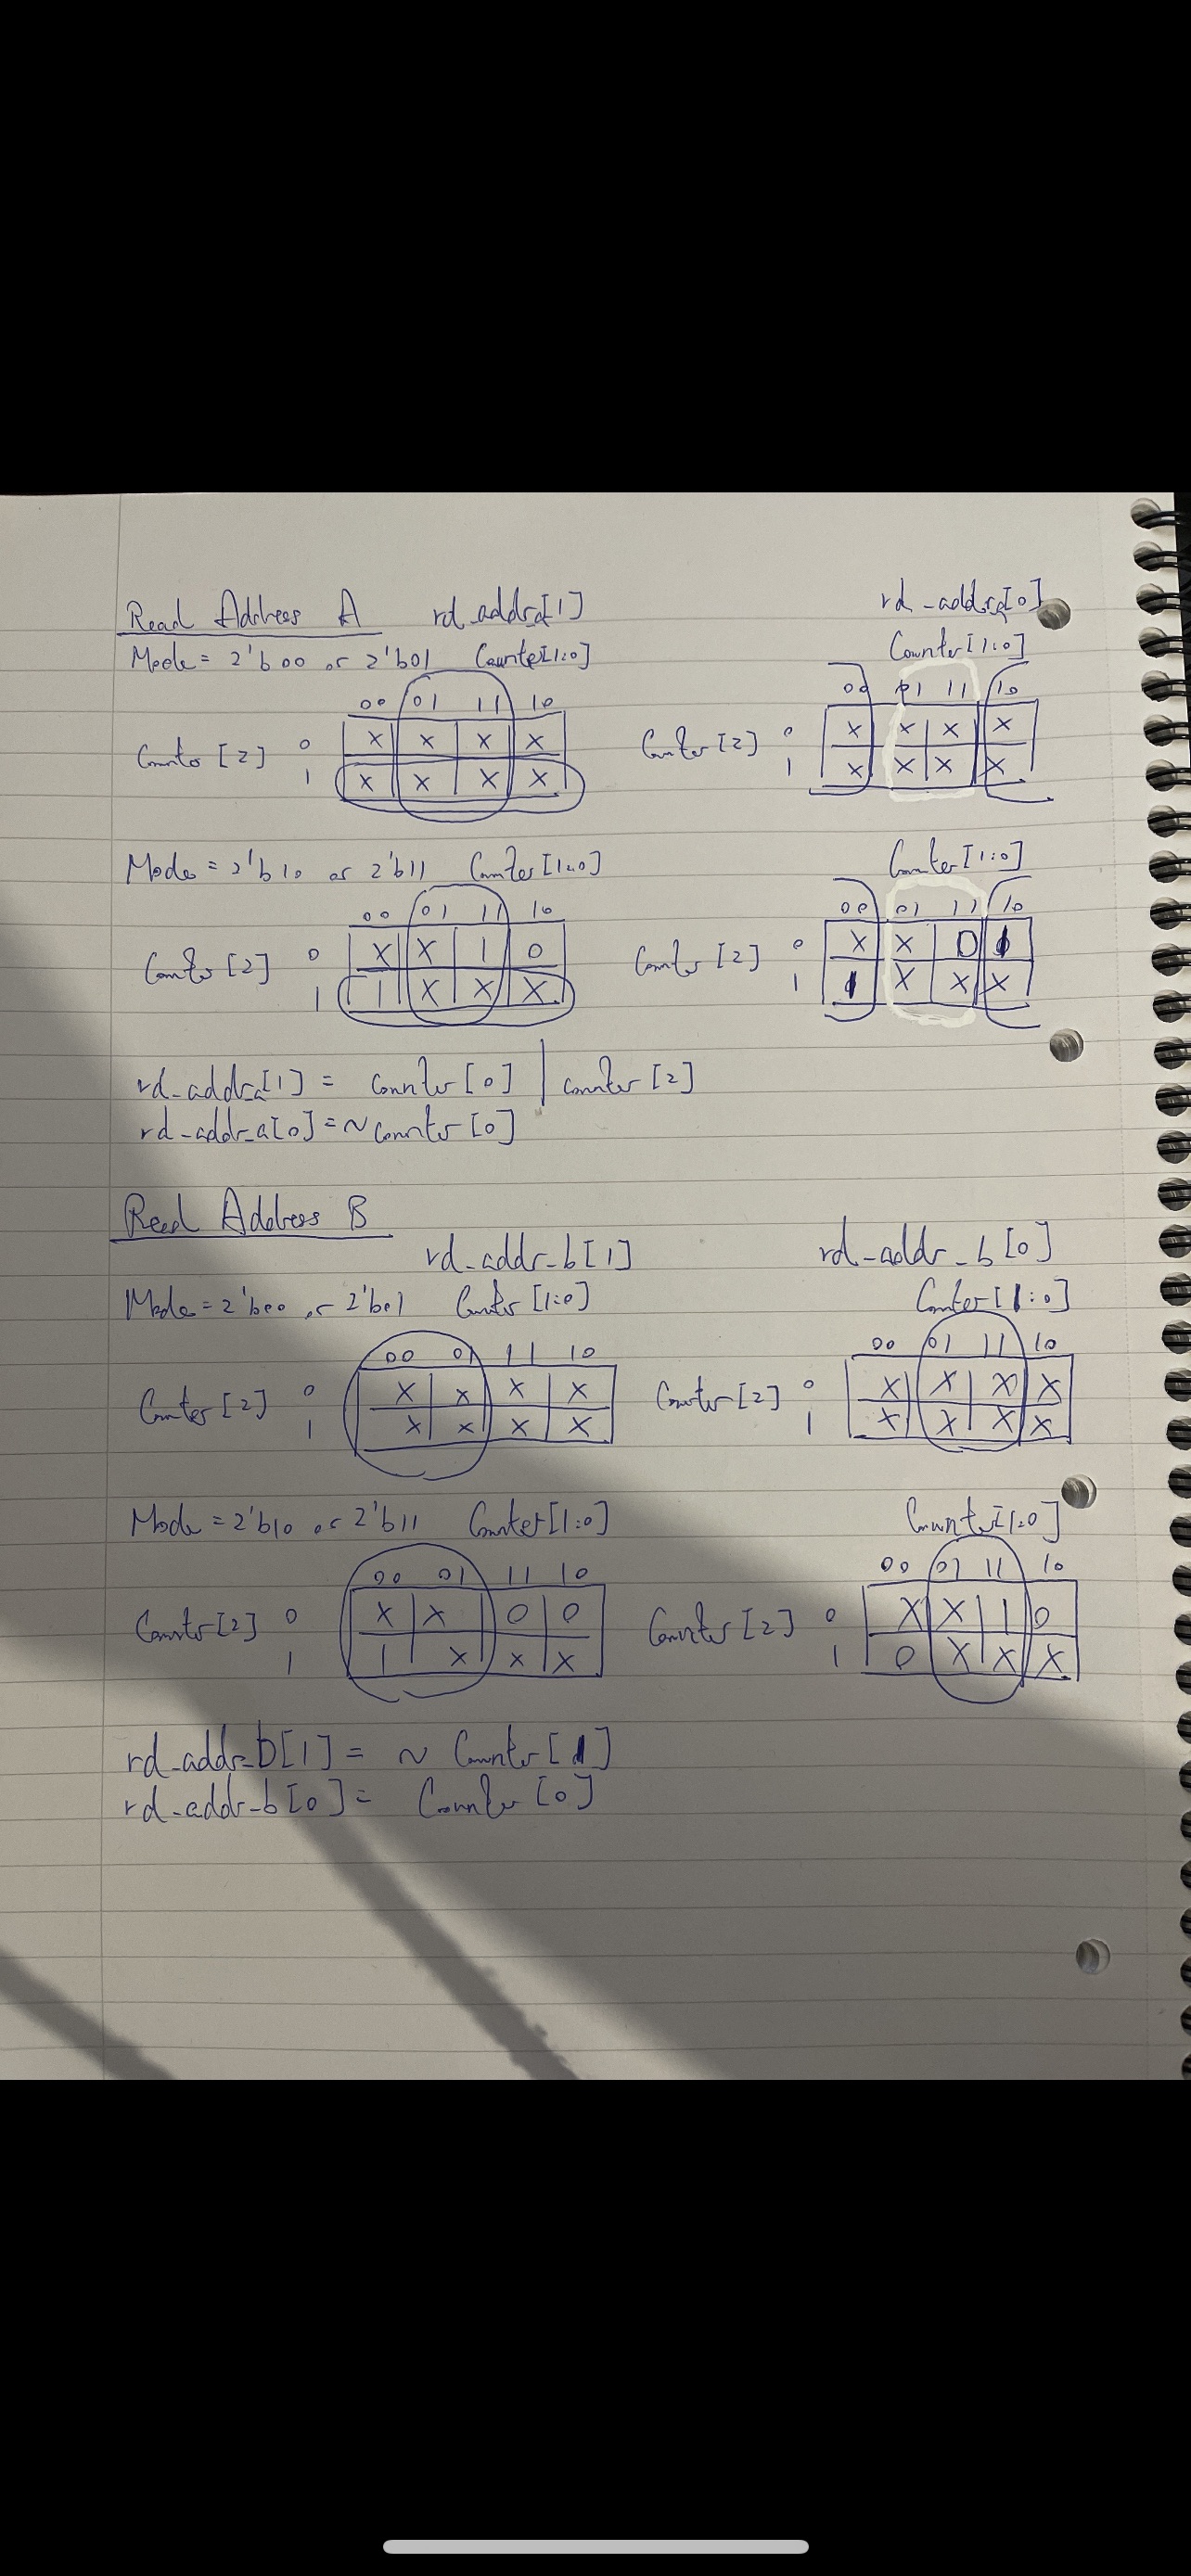 Read Address A rd_addr_a[1] rd_addr_a[0]
Mode = 2'b00 or 2'b01 Counter[1:0] Counter[1:0]
00 01 11 10 00 01 11 10
Counter [2] 0 X X X X Counter [2] 0 X X X X
1 X X X X 1 X X X X
Mode = 2'b10 or 2'b11 Counter[1:0] Counter[1:0]
00 01 11 10 00 01 11 10
Counter [2] 0 X X 1 0 Counter [2] 0 X X 0 1
1 1 X X X 1 1 X X X
rd_addr_a[1] = Counter [0] | Counter [2]
rd_addr_a[0] = ~ Counter [0]
Read Address B
rd_addr_b[1] rd_addr_b[0]
Mode = 2'b00 or 2'b01 Counter [1:0] Counter[1:0]
00 01 11 10 00 01 11 10
Counter [2] 0 X X X X Counter [2] 0 X X X X
1 X X X X 1 X X X X
Mode = 2'b10 or 2'b11 Counter[1:0] Counter[1:0]
00 01 11 10 00 01 11 10
Counter [2] 0 X X 0 0 Counter [2] 0 X X 1 0
1 1 X X X 1 0 X X X
rd_addr_b[1] = ~ Counter [1]
rd_addr_b[0] = Counter [0]